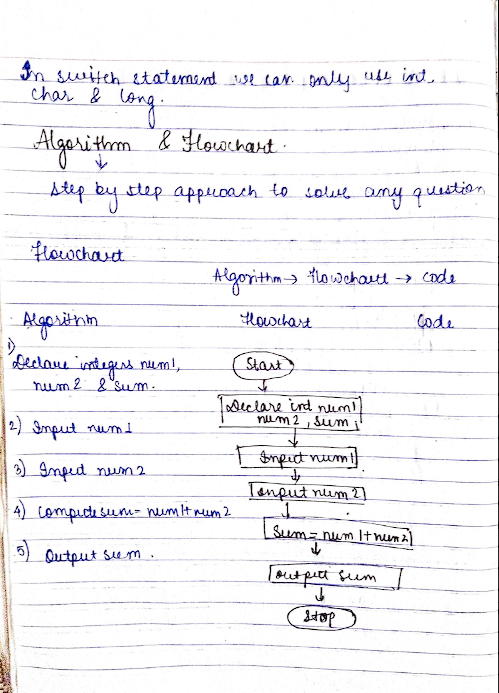 In switch statement we can only use int,
char & long.
Algorithm & Flowchart.
↓
step by step approach to solve any question
Flowchart
Algorithm → Flowchart → code
Algorithm Flowchart Code
1)
Declare integers num1,
num2 & sum.
Start
↓
Declare int num1
num2, sum,
2) Input num1
↓
Input num1
3) Input num2
↓
Input num2
4) Compute sum= num1+num2
↓
Sum = num1+num2
5) Output sum.
↓
output sum
↓
Stop